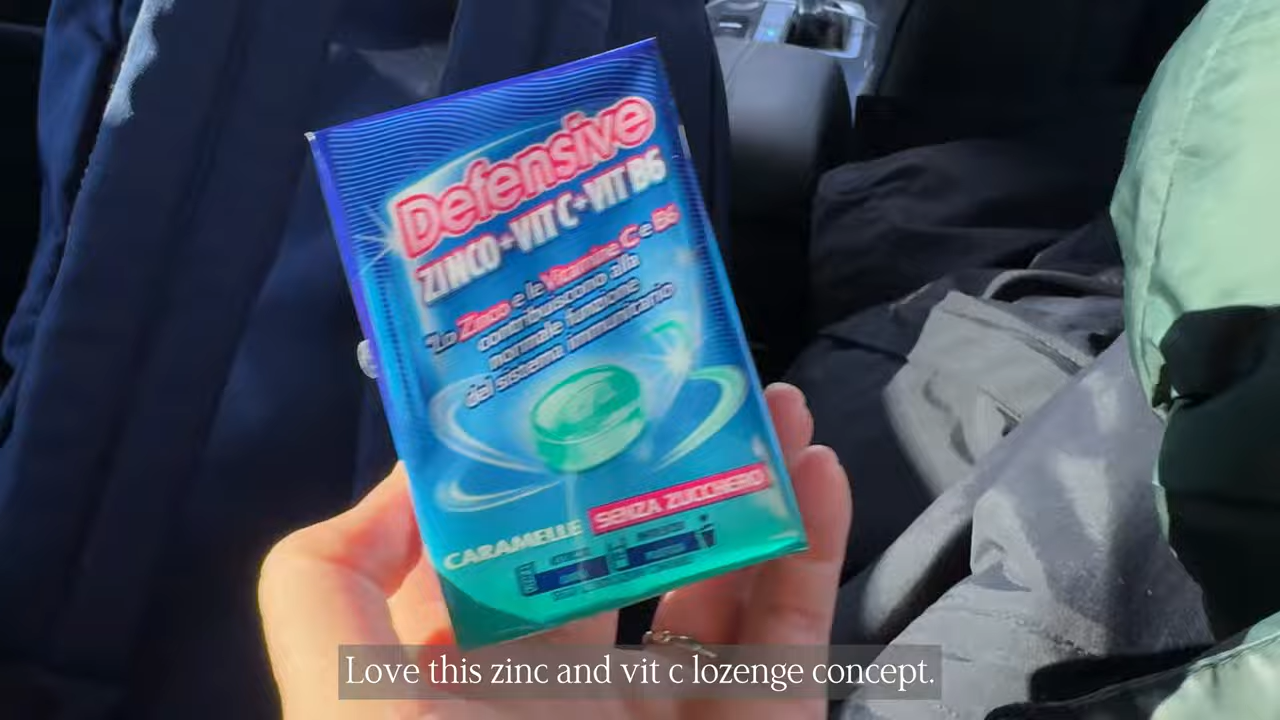 Defensive
ZINCO+VIT C+VIT B6
"Lo Zinco e le Vitamine C e B6
contribuiscono alla
normale funzione
del sistema immunitario
CARAMELLE SENZA ZUCCHERO
Love this zinc and vit c lozenge concept.